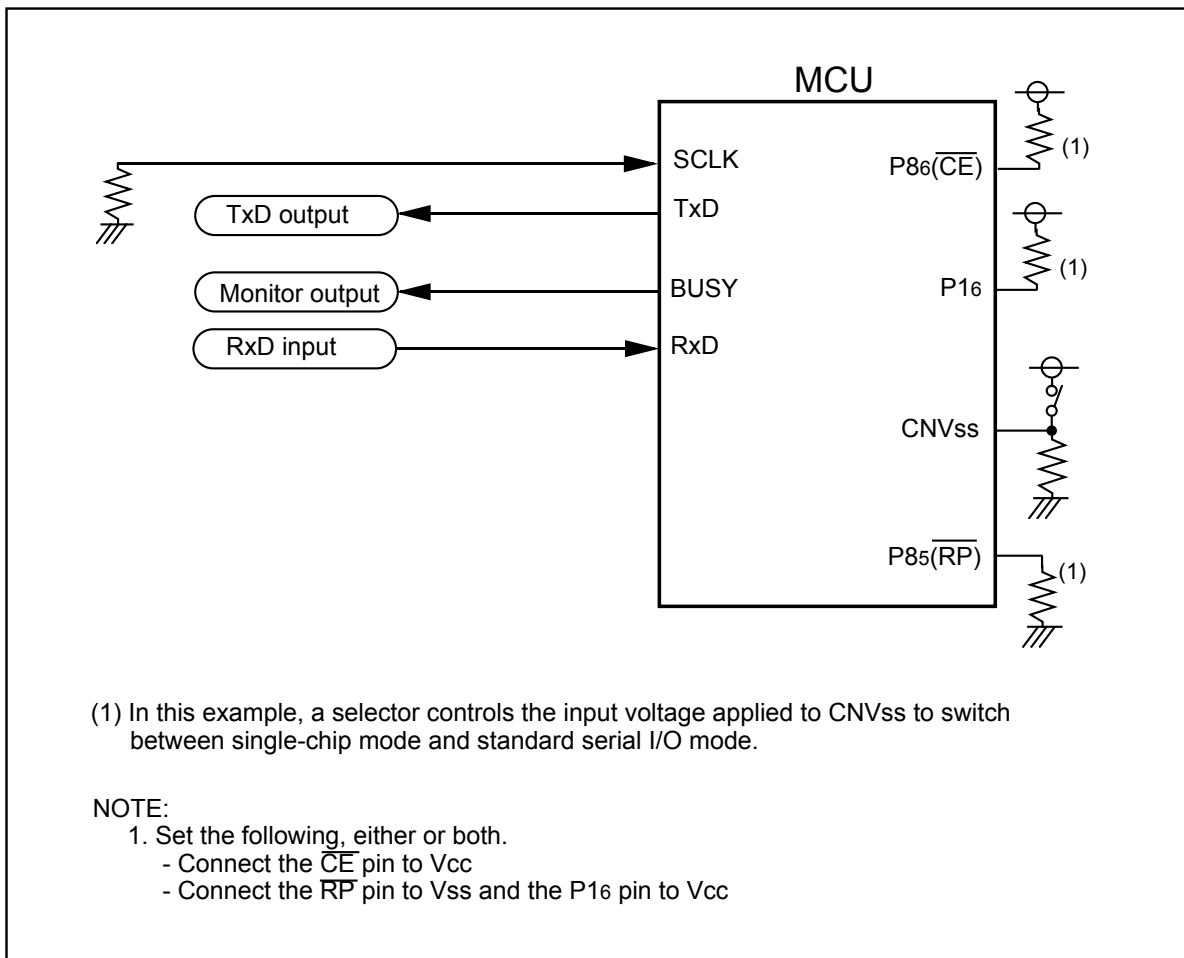 MCU
SCLK
P86(CE)
(1)
TxD output
TxD
Monitor output
BUSY
P16
(1)
RxD input
RxD
CNVss
P85(RP)
(1)
(1) In this example, a selector controls the input voltage applied to CNVss to switch
between single-chip mode and standard serial I/O mode.
NOTE:
1. Set the following, either or both.
- Connect the CE pin to Vcc
- Connect the RP pin to Vss and the P16 pin to Vcc